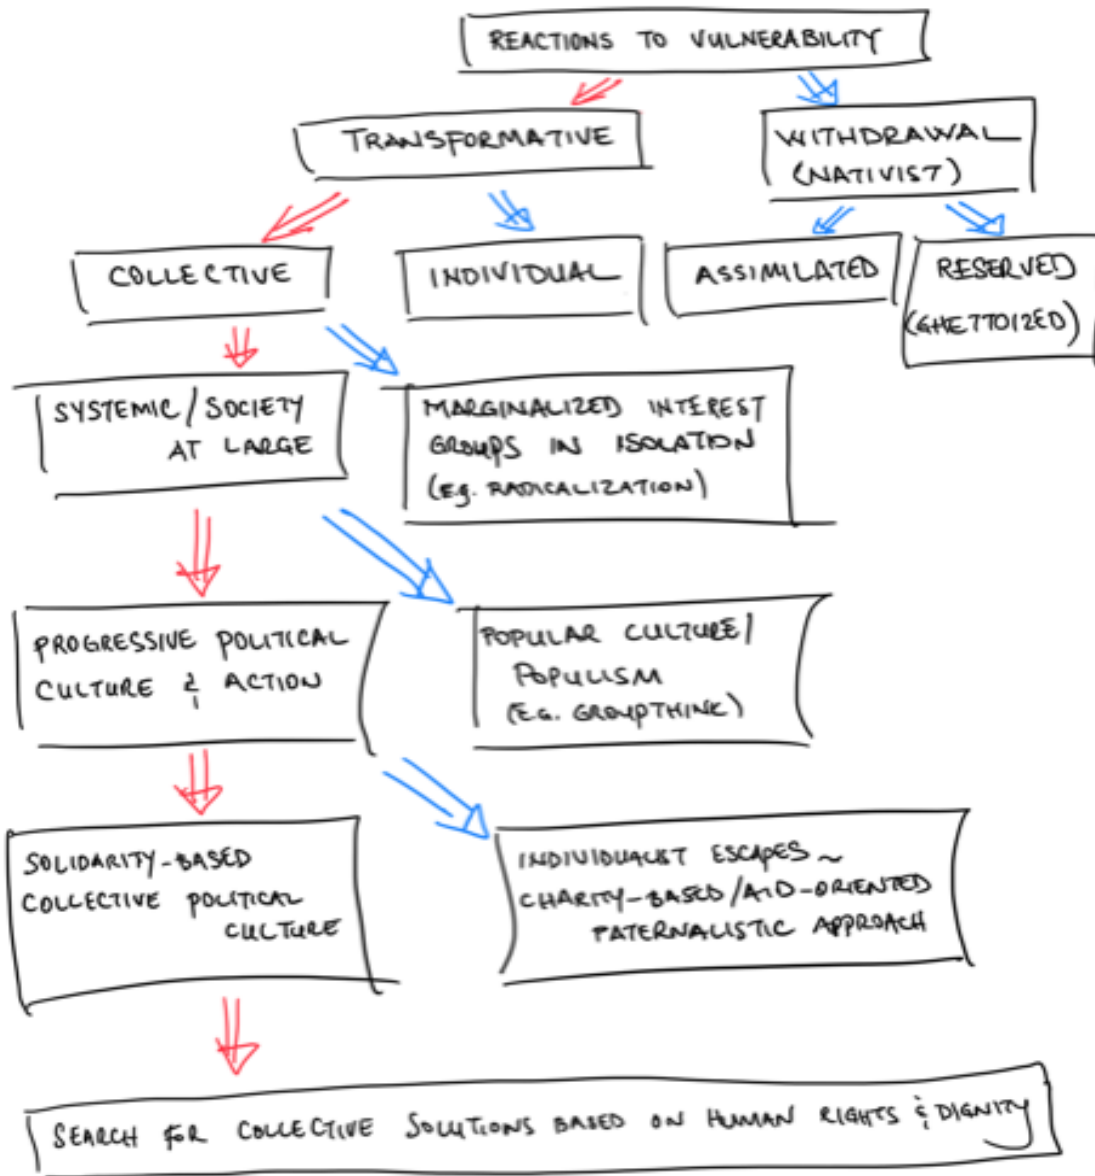 REACTIONS TO VULNERABILITY
TRANSFORMATIVE
WITHDRAWAL
(NATIVIST)
COLLECTIVE
INDIVIDUAL
ASSIMILATED
RESERVED
(GHETTOIZED)
SYSTEMIC/SOCIETY
AT LARGE
MARGINALIZED INTEREST
GROUPS IN ISOLATION
(E.g. RADICALIZATION)
PROGRESSIVE POLITICAL
CULTURE & ACTION
POPULAR CULTURE/
POPULISM
(E.G. GROUPTHINK)
SOLIDARITY-BASED
COLLECTIVE POLITICAL
CULTURE
INDIVIDUALIST ESCAPES ~
CHARITY-BASED/AID-ORIENTED
PATERNALISTIC APPROACH
SEARCH FOR COLLECTIVE SOLUTIONS BASED ON HUMAN RIGHTS & DIGNITY